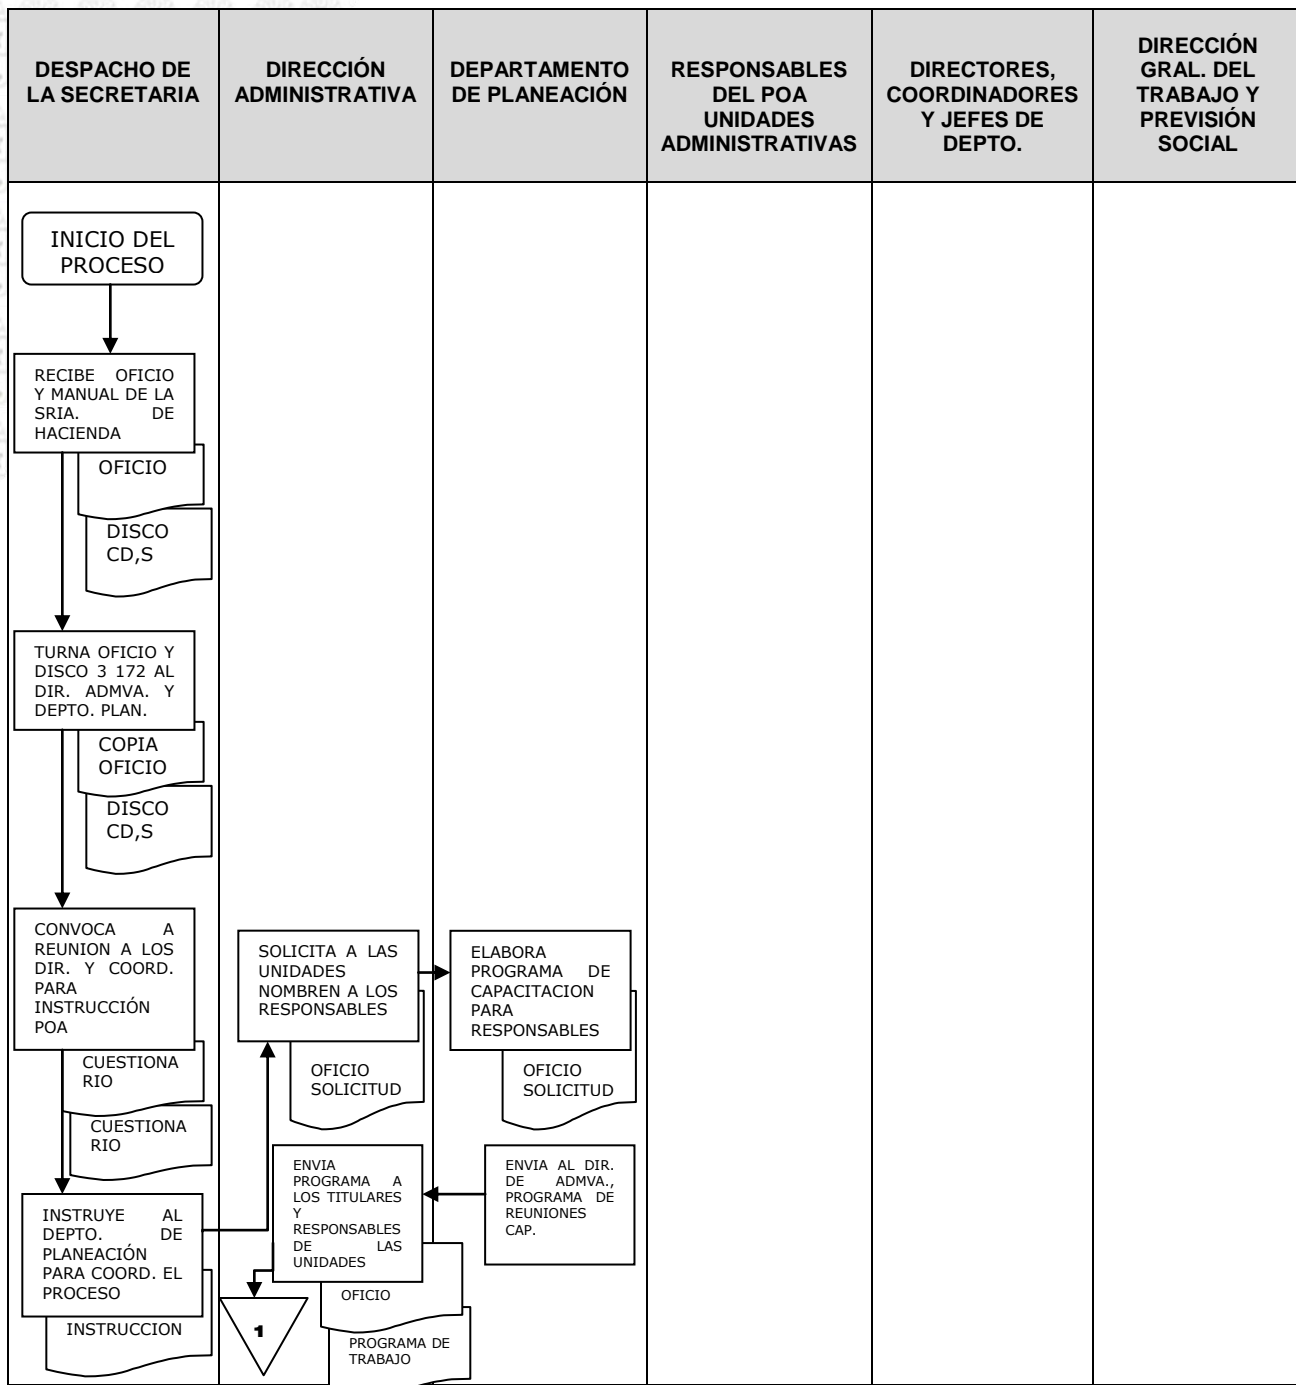 DESPACHO DE
LA SECRETARIA
DIRECCIÓN
ADMINISTRATIVA
DEPARTAMENTO
DE PLANEACIÓN
RESPONSABLES
DEL POA
UNIDADES
ADMINISTRATIVAS
DIRECTORES,
COORDINADORES
Y JEFES DE
DEPTO.
DIRECCIÓN
GRAL. DEL
TRABAJO Y
PREVISIÓN
SOCIAL
INICIO DEL
PROCESO
RECIBE OFICIO
Y MANUAL DE LA
SRIA. DE
HACIENDA
OFICIO
DISCO
CD,S
TURNA OFICIO Y
DISCO 3 172 AL
DIR. ADMVA. Y
DEPTO. PLAN.
COPIA
OFICIO
DISCO
CD,S
CONVOCA A
REUNION A LOS
DIR. Y COORD.
PARA
INSTRUCCIÓN
POA
CUESTIONA
RIO
CUESTIONA
RIO
INSTRUYE AL
DEPTO. DE
PLANEACIÓN
PARA COORD. EL
PROCESO
INSTRUCCION
SOLICITA A LAS
UNIDADES
NOMBREN A LOS
RESPONSABLES
OFICIO
SOLICITUD
ELABORA
PROGRAMA DE
CAPACITACION
PARA
RESPONSABLES
OFICIO
SOLICITUD
ENVIA AL DIR.
DE ADMVA.,
PROGRAMA DE
REUNIONES
CAP.
ENVIA
PROGRAMA A
LOS TITULARES
Y
RESPONSABLES
DE LAS
UNIDADES
OFICIO
PROGRAMA DE
TRABAJO
1